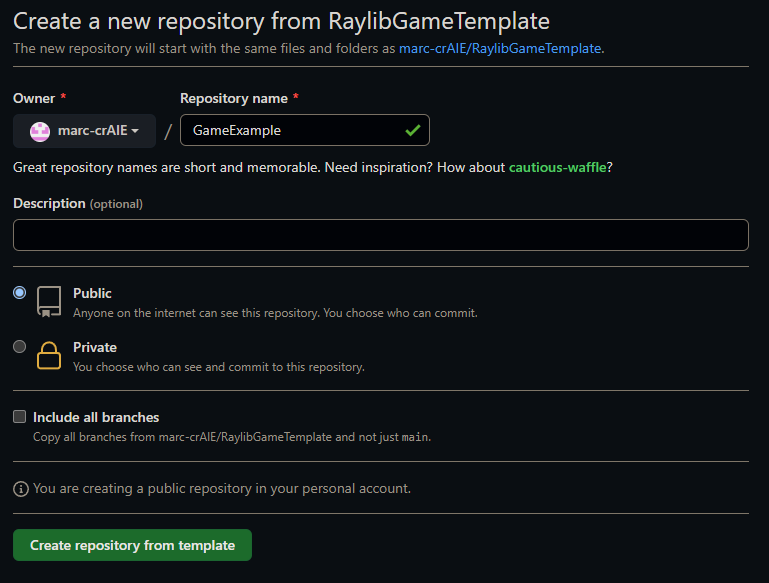 Create a new repository from RaylibGameTemplate
The new repository will start with the same files and folders as marc-crAIE/RaylibGameTemplate.
Owner * Repository name *
marc-crAIE / GameExample
Great repository names are short and memorable. Need inspiration? How about cautious-waffle?
Description (optional)
Public
Anyone on the internet can see this repository. You choose who can commit.
Private
You choose who can see and commit to this repository.
Include all branches
Copy all branches from marc-crAIE/RaylibGameTemplate and not just main.
You are creating a public repository in your personal account.
Create repository from template